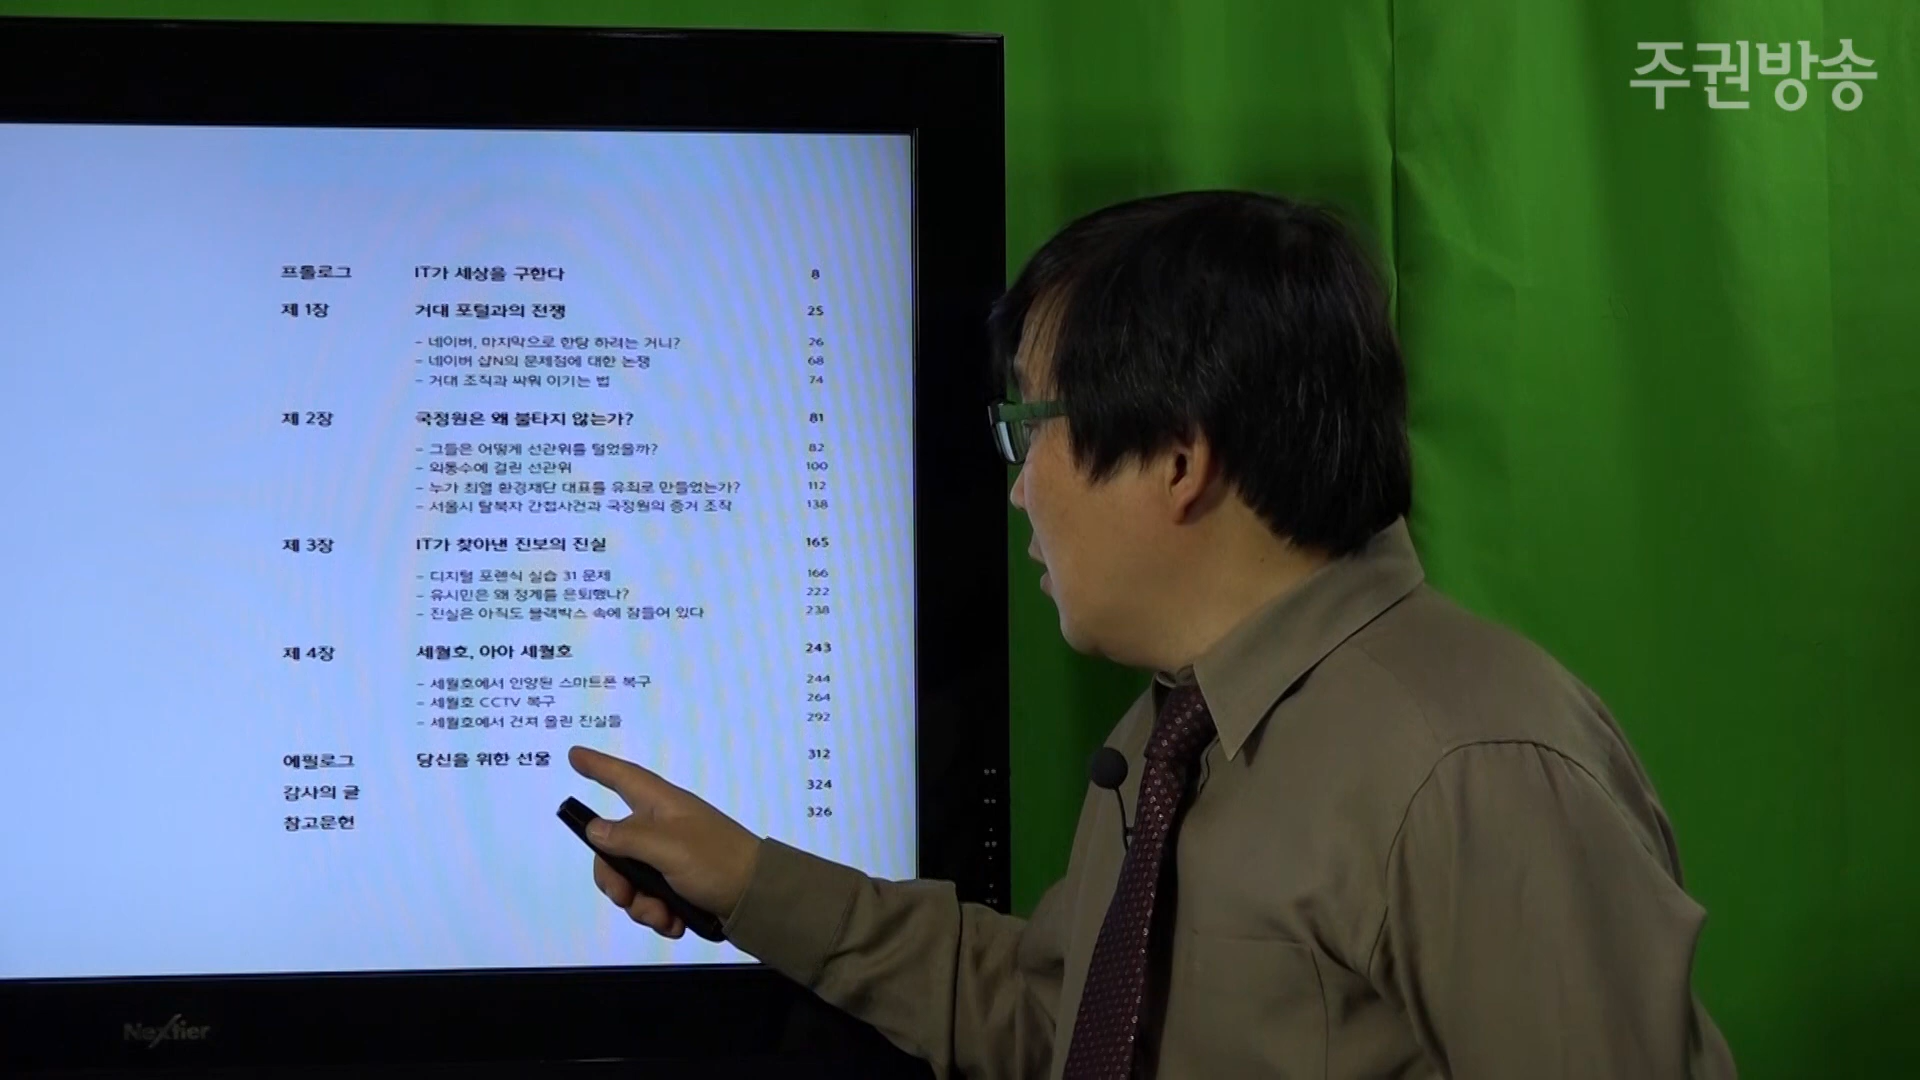 주권방송
프롤로그 IT가 세상을 구한다 8
제 1장 거대 포털과의 전쟁 25
- 네이버, 마지막으로 한탕 하려는 거니? 26
- 네이버 샵N의 문제점에 대한 논쟁 68
- 거대 조직과 싸워 이기는 법 74
제 2장 국정원은 왜 불타지 않는가? 81
- 그들은 어떻게 선관위를 털었을까? 82
- 외통수에 걸린 선관위 100
- 누가 최열 환경재단 대표를 유죄로 만들었는가? 112
- 서울시 탈북자 간첩사건과 국정원의 증거 조작 138
제 3장 IT가 찾아낸 진보의 진실 165
- 디지털 포렌식 실습 31 문제 166
- 유시민은 왜 정계를 은퇴했나? 222
- 진실은 아직도 블랙박스 속에 잠들어 있다 238
제 4장 세월호, 아아 세월호 243
- 세월호에서 인양된 스마트폰 복구 244
- 세월호 CCTV 복구 264
- 세월호에서 건져 올린 진실들 292
에필로그 당신을 위한 선물 312
감사의 글 324
참고문헌 326
Nextier